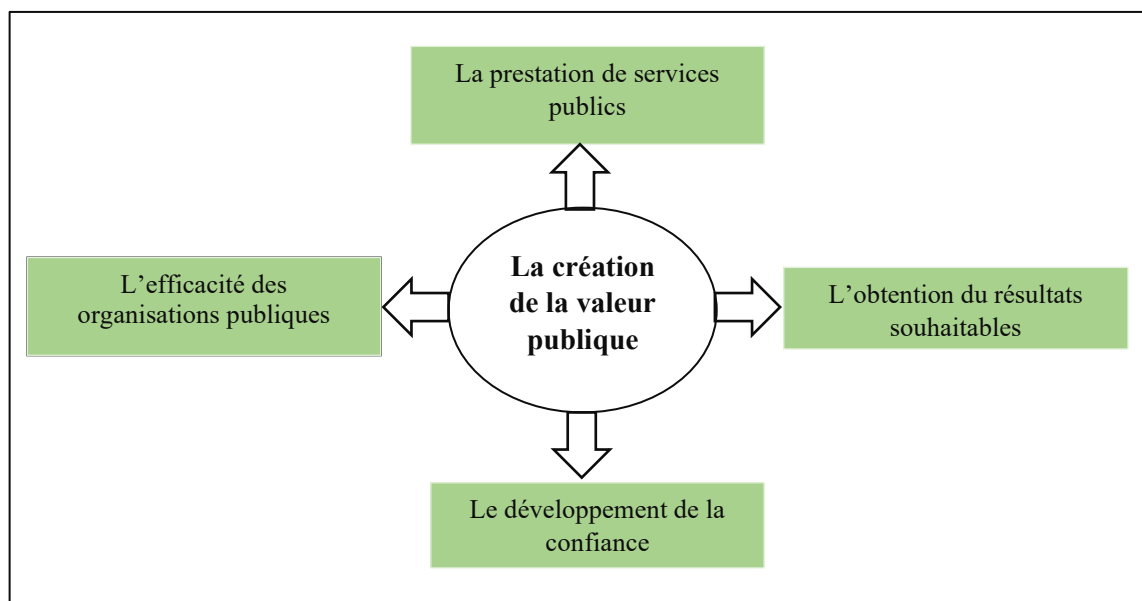 La prestation de services
publics
La création
de la valeur
publique
L’efficacité des
organisations publiques
L’obtention du résultats
souhaitables
Le développement de la
confiance